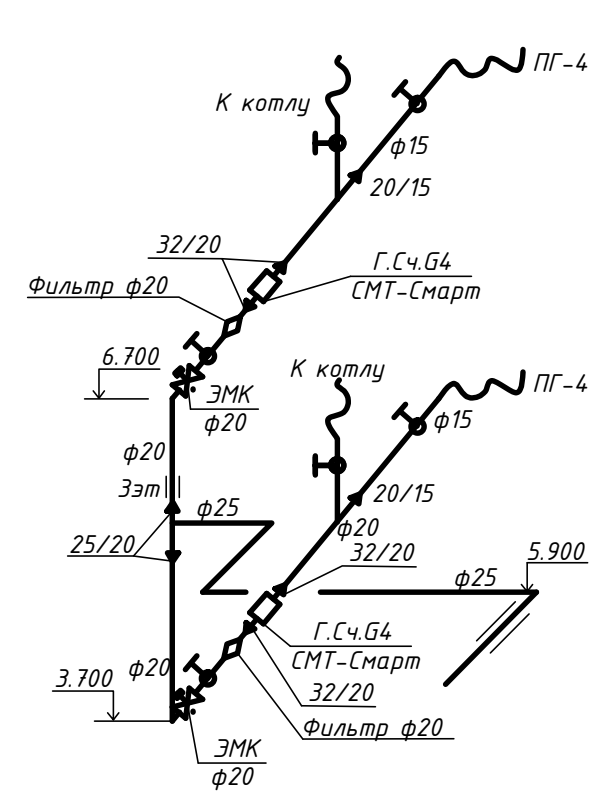 ПГ-4
К котлу
ф15
20/15
32/20
Г.Сч.G4
СМТ-Смарт
Фильтр ф20
6.700
ЭМК
ф20
К котлу
ПГ-4
ф15
ф20
3эт
20/15
ф25
ф20
25/20
32/20
5.900
ф25
Г.Сч.G4
СМТ-Смарт
ф20
3.700
32/20
Фильтр ф20
ЭМК
ф20